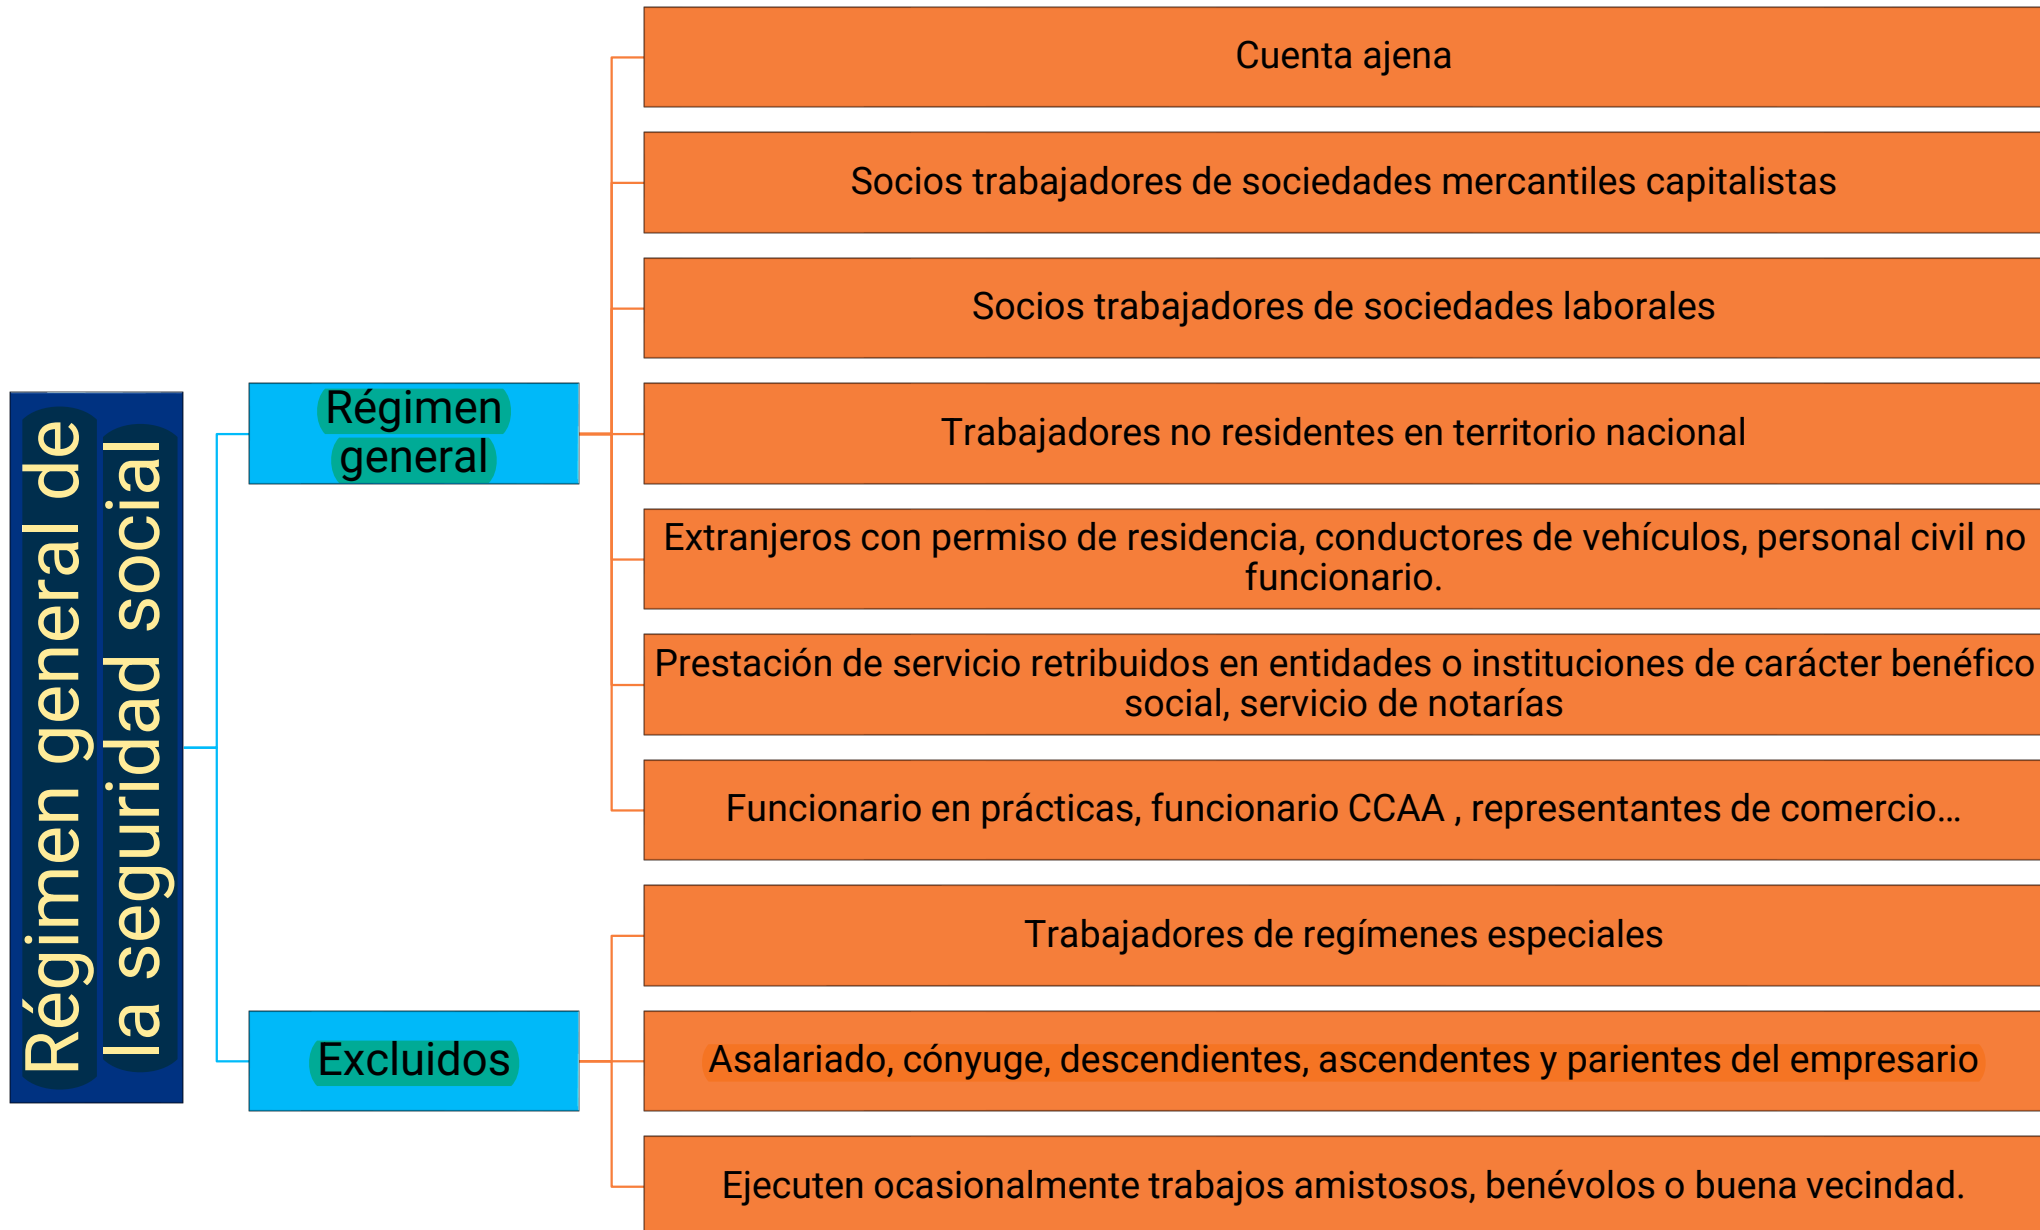 Régimen general de
la seguridad social
Régimen
general
Cuenta ajena
Socios trabajadores de sociedades mercantiles capitalistas
Socios trabajadores de sociedades laborales
Trabajadores no residentes en territorio nacional
Extranjeros con permiso de residencia, conductores de vehículos, personal civil no
funcionario.
Prestación de servicio retribuidos en entidades o instituciones de carácter benéfico
social, servicio de notarías
Funcionario en prácticas, funcionario CCAA , representantes de comercio...
Excluidos
Trabajadores de regímenes especiales
Asalariado, cónyuge, descendientes, ascendentes y parientes del empresario
Ejecuten ocasionalmente trabajos amistosos, benévolos o buena vecindad.